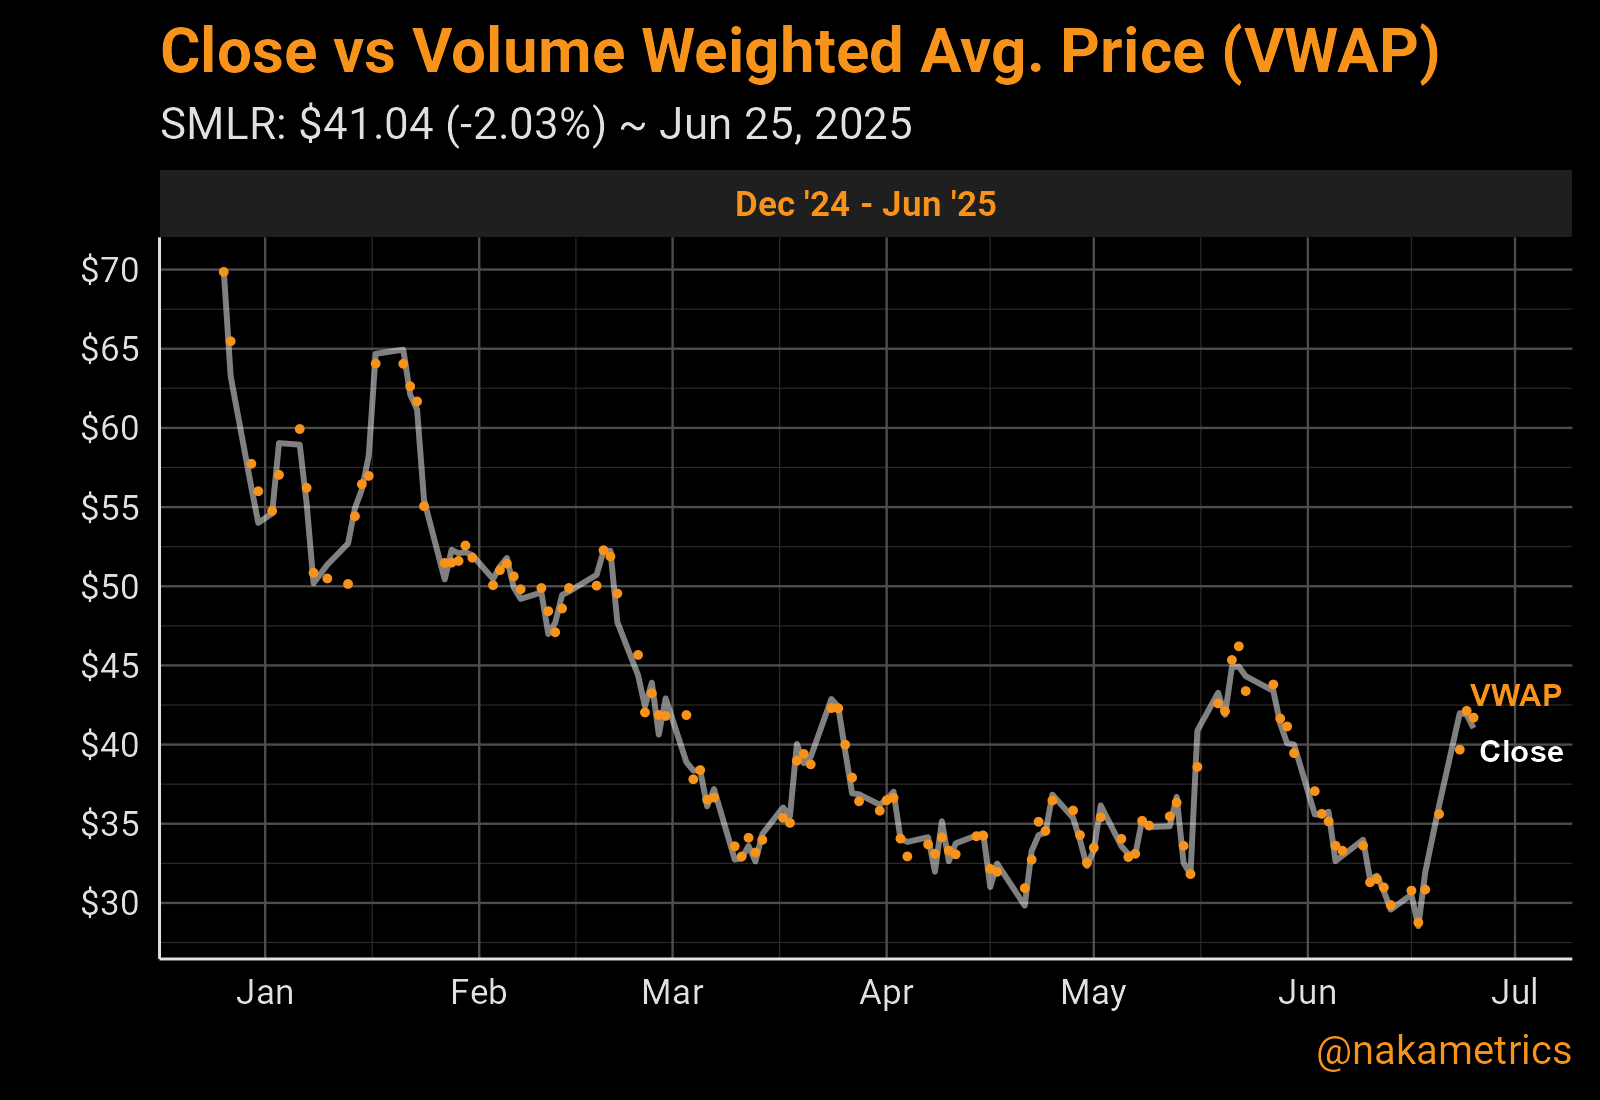 Close vs Volume Weighted Avg. Price (VWAP)
SMLR: $41.04 (-2.03%) ~ Jun 25, 2025
Dec '24 - Jun '25
$70
$65
$60
$55
$50
$45
$40
$35
$30
VWAP
Close
Jan Feb Mar Apr May Jun Jul
@nakametrics